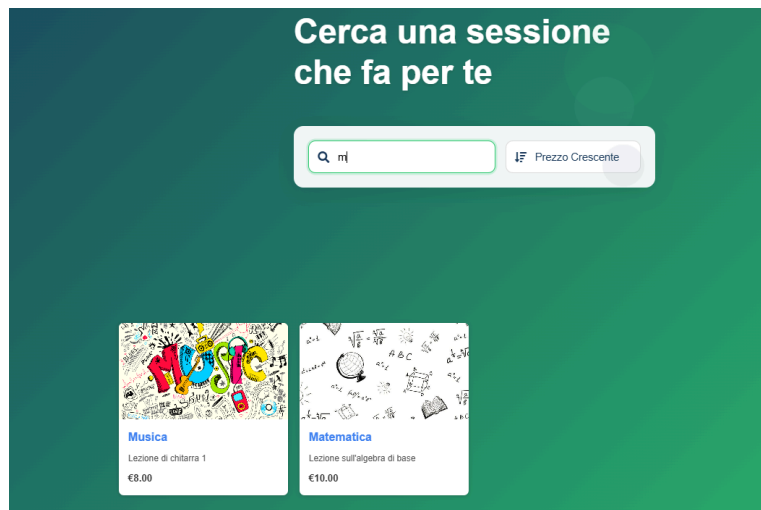 Cerca una sessione
che fa per te
m
Prezzo Crescente
MUSIC
A B C
Musica
Matematica
Lezione di chitarra 1
Lezione sull'algebra di base
€8.00
€10.00